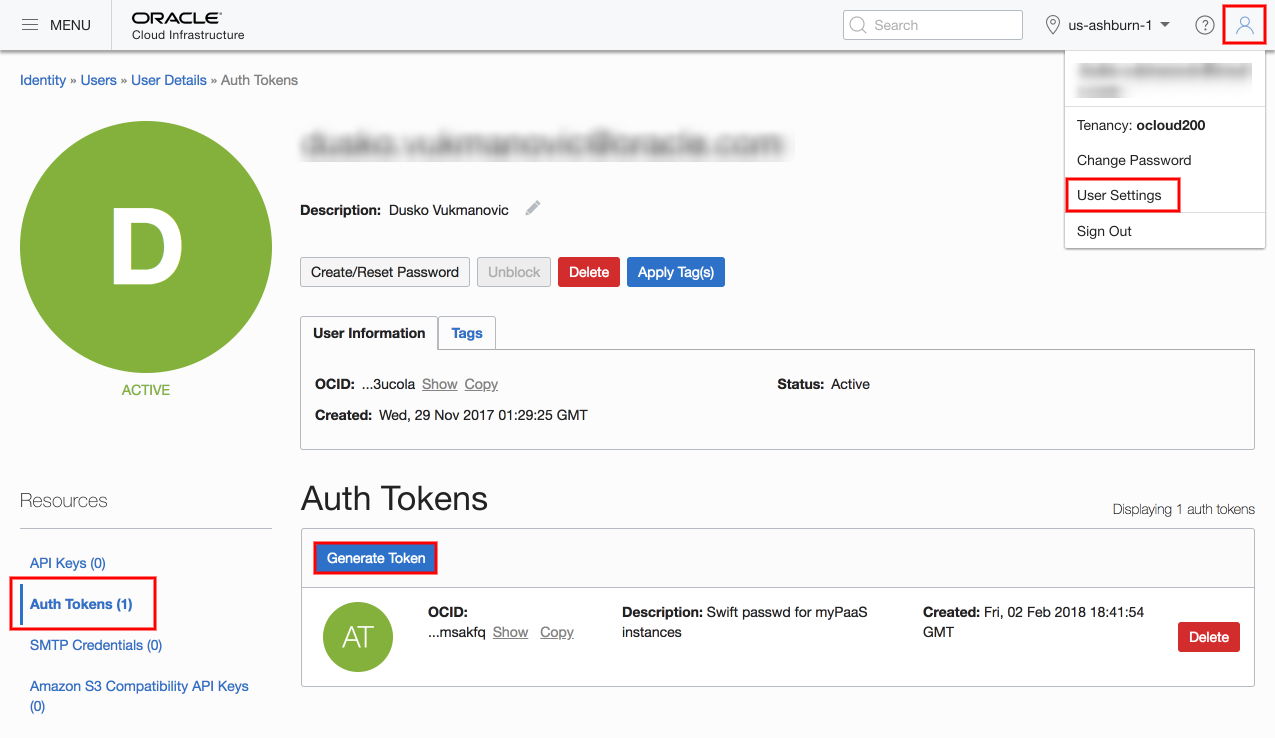 MENU
ORACLE
Cloud Infrastructure
Search
us-ashburn-1
?
Identity » Users » User Details » Auth Tokens
Tenancy: ocloud200
Change Password
User Settings
Sign Out
D
ACTIVE
Description: Dusko Vukmanovic
Create/Reset Password
Unblock
Delete
Apply Tag(s)
User Information
Tags
OCID: ...3ucola Show Copy
Status: Active
Created: Wed, 29 Nov 2017 01:29:25 GMT
Resources
API Keys (0)
Auth Tokens (1)
SMTP Credentials (0)
Amazon S3 Compatibility API Keys
(0)
Auth Tokens
Displaying 1 auth tokens
Generate Token
AT
OCID:
...msakfq Show Copy
Description: Swift passwd for myPaaS
instances
Created: Fri, 02 Feb 2018 18:41:54
GMT
Delete